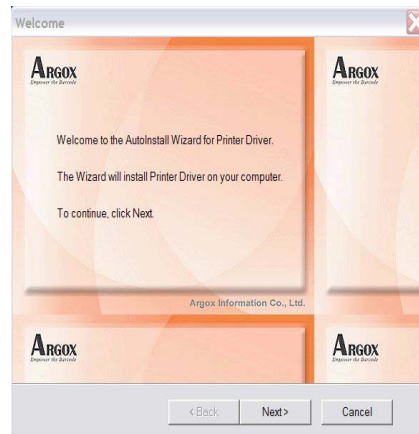 Welcome
ARGOX
Empower the Barcode
ARGOX
Empower the Barcode
Welcome to the AutoInstall Wizard for Printer Driver.
The Wizard will install Printer Driver on your computer.
To continue, click Next.
Argox Information Co., Ltd.
ARGOX
Empower the Barcode
ARGOX
Empower the Barcode
< Back
Next >
Cancel